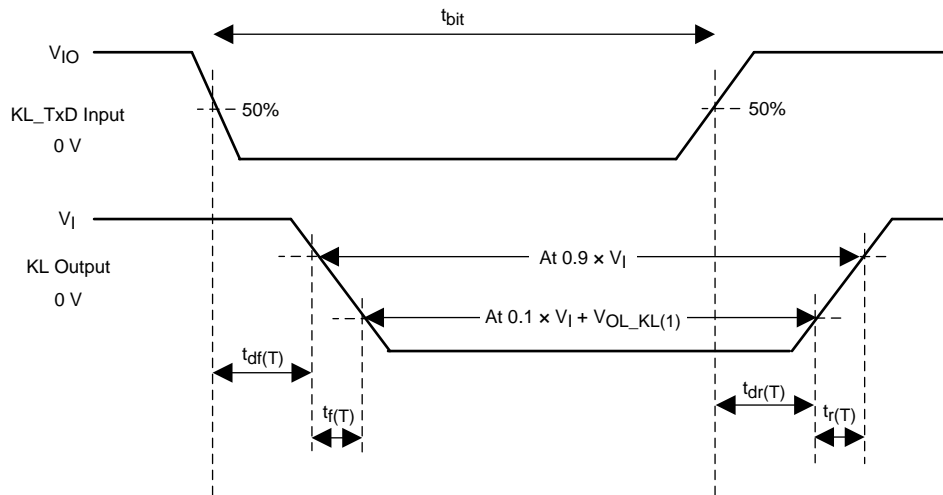 t_bit
V_IO
50%
50%
KL_TxD Input
0 V
V_I
At 0.9 × V_I
KL Output
0 V
At 0.1 × V_I + V_OL_KL(1)
t_df(T)
t_f(T)
t_dr(T)
t_r(T)